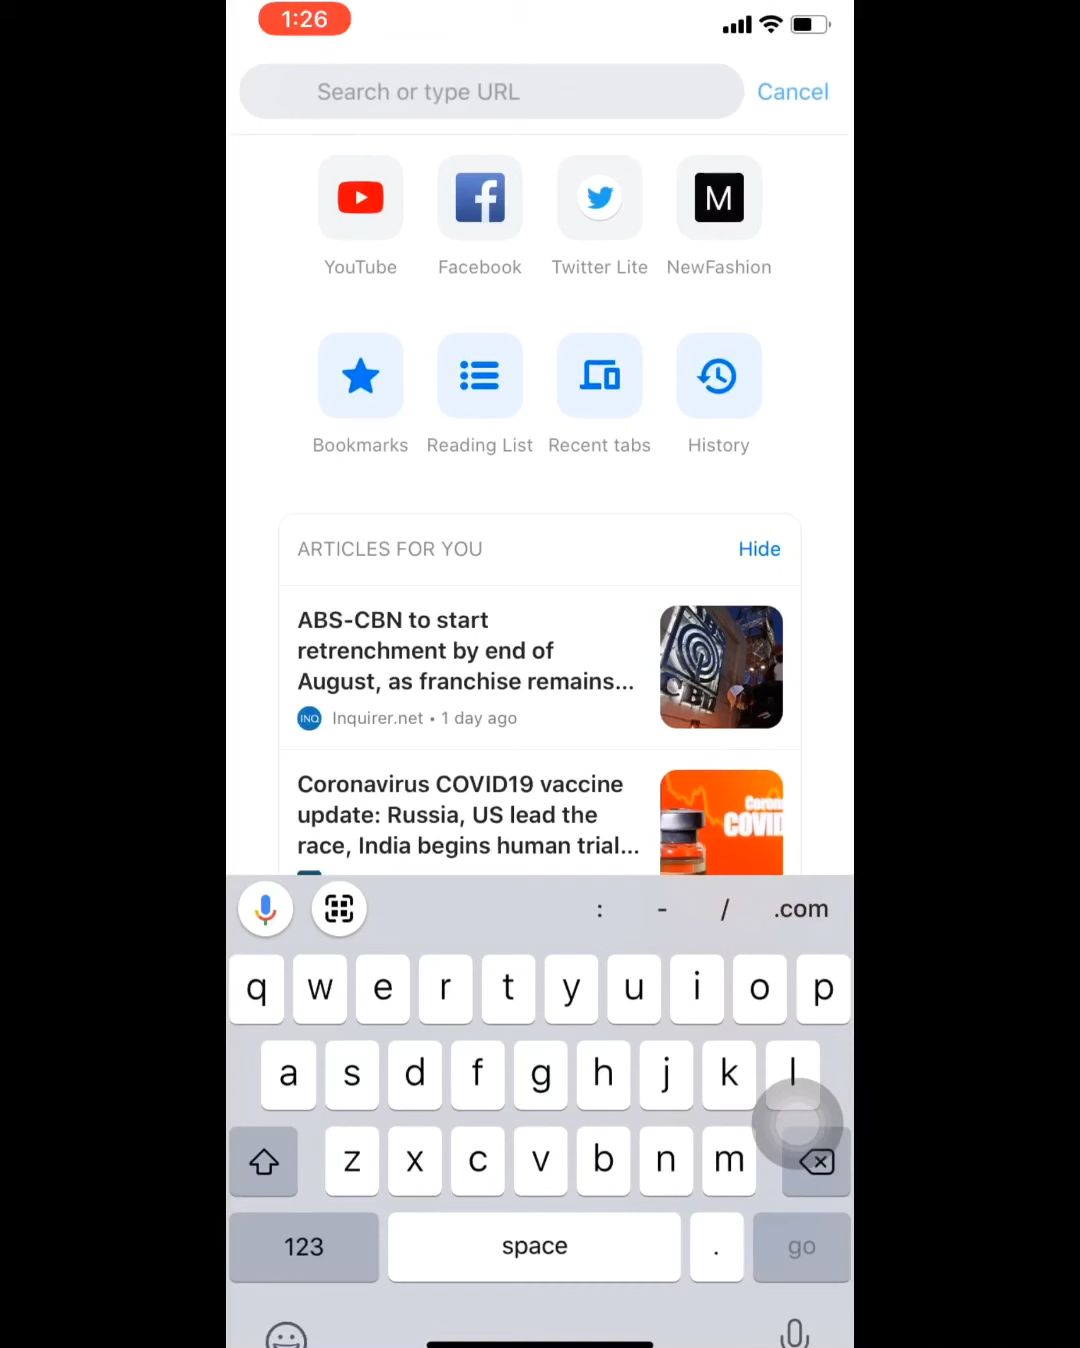 1:26
Search or type URL
Cancel
M
YouTube
Facebook
Twitter Lite
NewFashion
Bookmarks
Reading List
Recent tabs
History
ARTICLES FOR YOU
Hide
ABS-CBN to start
retrenchment by end of
August, as franchise remains...
INQ Inquirer.net • 1 day ago
CBN
Coronavirus COVID19 vaccine
update: Russia, US lead the
race, India begins human trial...
Coron
COVID
: - / .com
q w e r t y u i o p
a s d f g h j k l
z x c v b n m
123 space . go